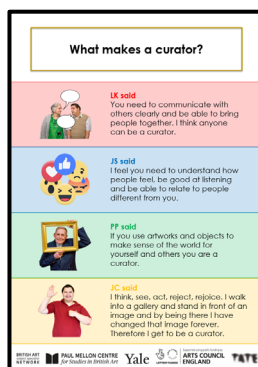 What makes a curator?
LK said
You need to communicate with
others clearly and be able to bring
people together. I think anyone
can be a curator.
JS said
I feel you need to understand how
people feel, be good at listening
and be able to relate to people
different from you.
PP said
If you use artworks and objects to
make sense of the world for
yourself and others you are a
curator.
JC said
I think, see, act, reject, rejoice. I walk
into a gallery and stand in front of an
image and by being there I have
changed that image forever.
Therefore I get to be a curator.
BRITISH ART
NETWORK
PAUL MELLON CENTRE
for Studies in British Art
Yale
ARTS COUNCIL
ENGLAND
TATE